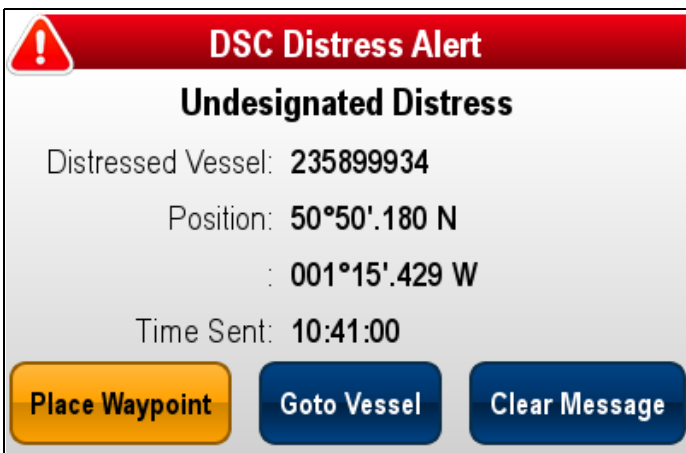 DSC Distress Alert
Undesignated Distress
Distressed Vessel: 235899934
Position: 50°50'.180 N
: 001°15'.429 W
Time Sent: 10:41:00
Place Waypoint Goto Vessel Clear Message